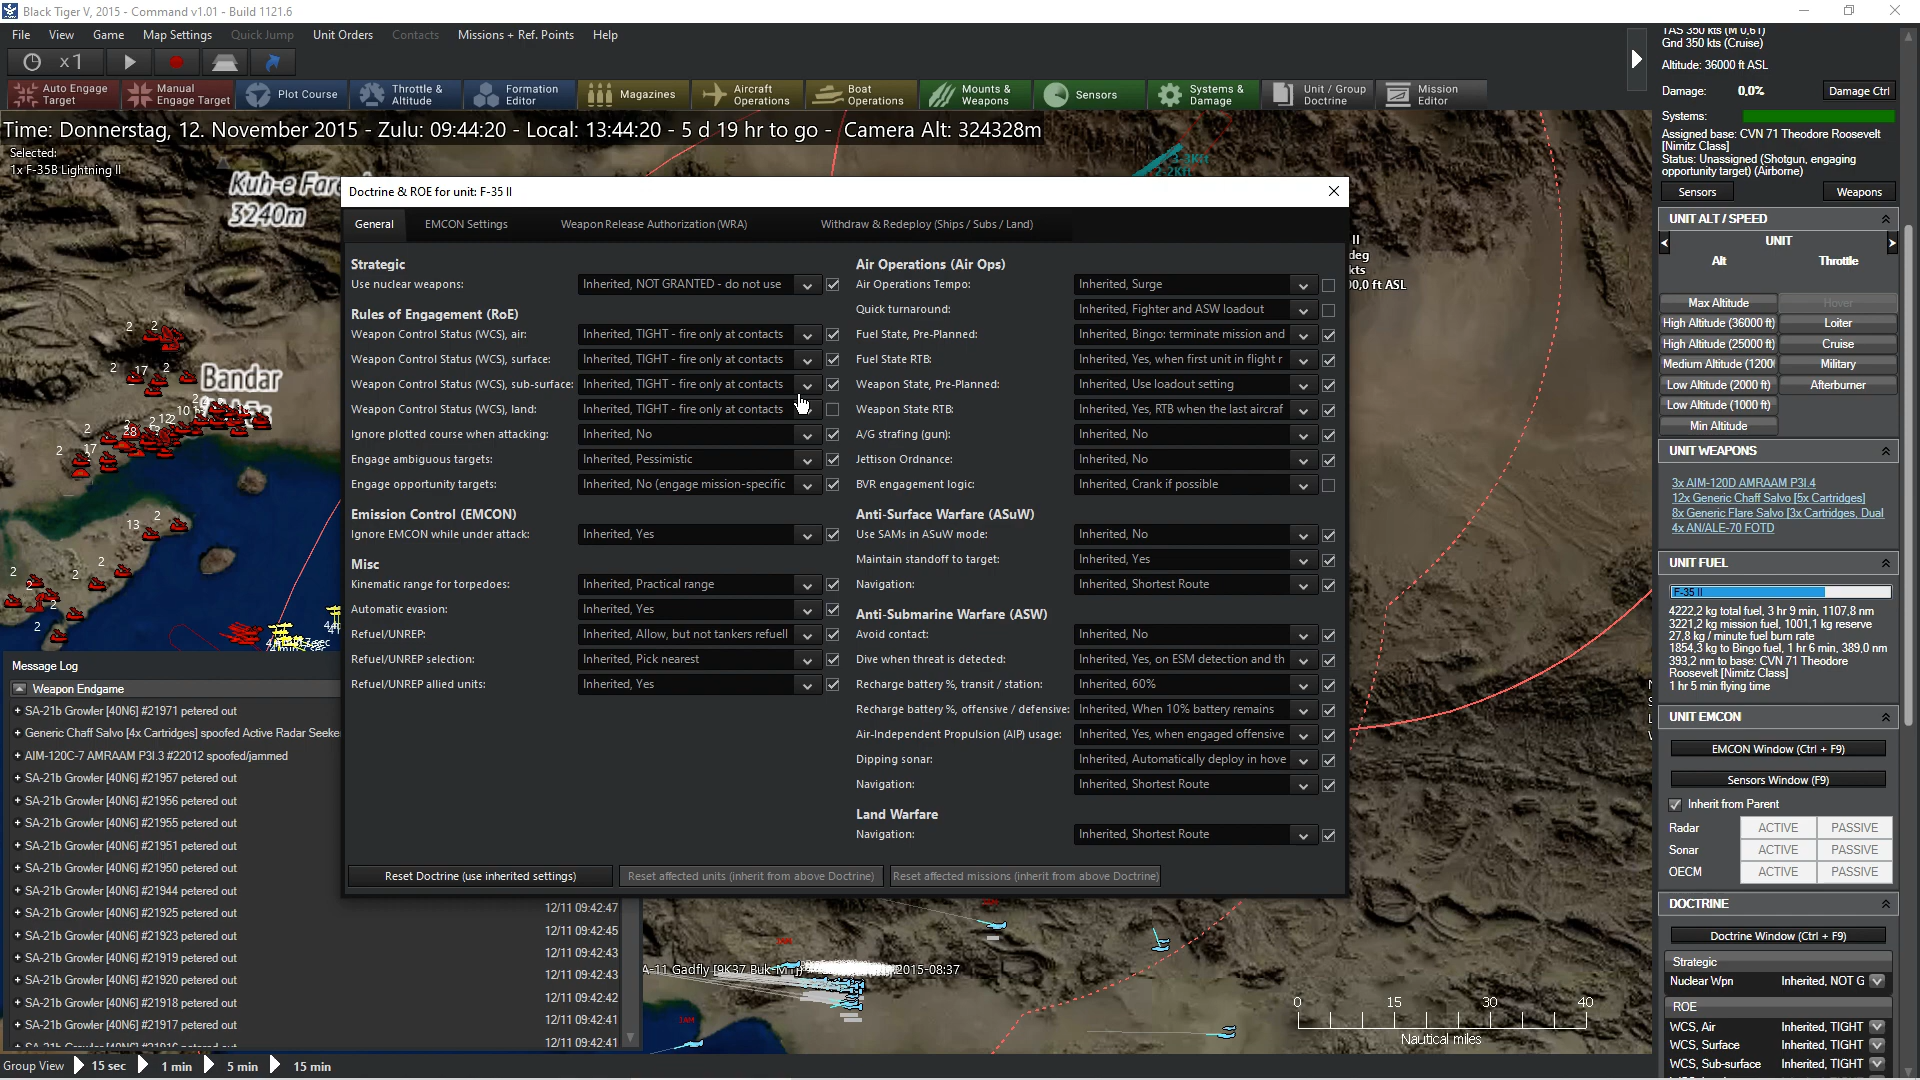 Black Tiger V, 2015 - Command v1.01 - Build 1121.6
File View Game Map Settings Quick Jump Unit Orders Contacts Missions + Ref. Points Help
x1
Auto Engage Target
Manual Engage Target
Plot Course
Throttle & Altitude
Formation Editor
Magazines
Aircraft Operations
Boat Operations
Mounts & Weapons
Sensors
Systems & Damage
Unit / Group Doctrine
Mission Editor
Time: Donnerstag, 12. November 2015 - Zulu: 09:44:20 - Local: 13:44:20 - 5 d 19 hr to go - Camera Alt: 324328m
Selected:
1x F-35B Lightning II
Kuh-e Far
3240m
Bandar
Doctrine & ROE for unit: F-35 II
General EMCON Settings Weapon Release Authorization (WRA) Withdraw & Redeploy (Ships / Subs / Land)
Strategic
Use nuclear weapons: Inherited, NOT GRANTED - do not use
Rules of Engagement (RoE)
Weapon Control Status (WCS), air: Inherited, TIGHT - fire only at contacts
Weapon Control Status (WCS), surface: Inherited, TIGHT - fire only at contacts
Weapon Control Status (WCS), sub-surface: Inherited, TIGHT - fire only at contacts
Weapon Control Status (WCS), land: Inherited, TIGHT - fire only at contacts
Ignore plotted course when attacking: Inherited, No
Engage ambiguous targets: Inherited, Pessimistic
Engage opportunity targets: Inherited, No (engage mission-specific
Emission Control (EMCON)
Ignore EMCON while under attack: Inherited, Yes
Misc
Kinematic range for torpedoes: Inherited, Practical range
Automatic evasion: Inherited, Yes
Refuel/UNREP: Inherited, Allow, but not tankers refuell
Refuel/UNREP selection: Inherited, Pick nearest
Refuel/UNREP allied units: Inherited, Yes
Air Operations (Air Ops)
Air Operations Tempo: Inherited, Surge
Quick turnaround: Inherited, Fighter and ASW loadout
Fuel State, Pre-Planned: Inherited, Bingo: terminate mission and
Fuel State RTB: Inherited, Yes, when first unit in flight r
Weapon State, Pre-Planned: Inherited, Use loadout setting
Weapon State RTB: Inherited, Yes, RTB when the last aircraf
A/G strafing (gun): Inherited, No
Jettison Ordnance: Inherited, No
BVR engagement logic: Inherited, Crank if possible
Anti-Surface Warfare (ASuW)
Use SAMs in ASuW mode: Inherited, No
Maintain standoff to target: Inherited, Yes
Navigation: Inherited, Shortest Route
Anti-Submarine Warfare (ASW)
Avoid contact: Inherited, No
Dive when threat is detected: Inherited, Yes, on ESM detection and th
Recharge battery %, transit / station: Inherited, 60%
Recharge battery %, offensive / defensive: Inherited, When 10% battery remains
Air-Independent Propulsion (AIP) usage: Inherited, Yes, when engaged offensive
Dipping sonar: Inherited, Automatically deploy in hove
Navigation: Inherited, Shortest Route
Land Warfare
Navigation: Inherited, Shortest Route
Reset Doctrine (use inherited settings) Reset affected units (inherit from above Doctrine) Reset affected missions (inherit from above Doctrine)
Message Log
Weapon Endgame
SA-21b Growler [40N6] #21971 petered out
Generic Chaff Salvo [4x Cartridges] spoofed Active Radar Seeke
AIM-120C-7 AMRAAM P3I.3 #22012 spoofed/jammed
SA-21b Growler [40N6] #21957 petered out
SA-21b Growler [40N6] #21956 petered out
SA-21b Growler [40N6] #21955 petered out
SA-21b Growler [40N6] #21951 petered out
SA-21b Growler [40N6] #21950 petered out
SA-21b Growler [40N6] #21944 petered out
SA-21b Growler [40N6] #21925 petered out 12/11 09:42:47
SA-21b Growler [40N6] #21923 petered out 12/11 09:42:45
SA-21b Growler [40N6] #21919 petered out 12/11 09:42:43
SA-21b Growler [40N6] #21920 petered out 12/11 09:42:43
SA-21b Growler [40N6] #21918 petered out 12/11 09:42:42
SA-21b Growler [40N6] #21917 petered out 12/11 09:42:41
12/11 09:42:41
Group View 15 sec 1 min 5 min 15 min
2015-08:37
0 15 30 40
Nautical miles
TAS 350 kts (M 0,61)
Gnd 350 kts (Cruise)
Altitude: 36000 ft ASL
Damage: 0,0% Damage Ctrl
Systems:
Assigned base: CVN 71 Theodore Roosevelt
[Nimitz Class]
Status: Unassigned (Shotgun, engaging
opportunity target) (Airborne)
Sensors Weapons
UNIT ALT / SPEED
UNIT
Alt Throttle
Max Altitude Hover
High Altitude (36000 ft) Loiter
High Altitude (25000 ft) Cruise
Medium Altitude (1200 Military
Low Altitude (2000 ft) Afterburner
Low Altitude (1000 ft)
Min Altitude
UNIT WEAPONS
3x AIM-120D AMRAAM P3I.4
12x Generic Chaff Salvo [5x Cartridges]
8x Generic Flare Salvo [3x Cartridges, Dual
4x AN/ALE-70 FOTD
UNIT FUEL
F-35 II
4222,2 kg total fuel, 3 hr 9 min, 1107,8 nm
3221,2 kg mission fuel, 1001,1 kg reserve
27,8 kg / minute fuel burn rate
1854,3 kg to Bingo fuel, 1 hr 6 min, 389,0 nm
393,2 nm to base: CVN 71 Theodore
Roosevelt [Nimitz Class]
1 hr 5 min flying time
UNIT EMCON
EMCON Window (Ctrl + F9)
Sensors Window (F9)
Inherit from Parent
Radar ACTIVE PASSIVE
Sonar ACTIVE PASSIVE
OECM ACTIVE PASSIVE
DOCTRINE
Doctrine Window (Ctrl + F9)
Strategic
Nuclear Wpn Inherited, NOT G
ROE
WCS, Air Inherited, TIGHT
WCS, Surface Inherited, TIGHT
WCS, Sub-surface Inherited, TIGHT